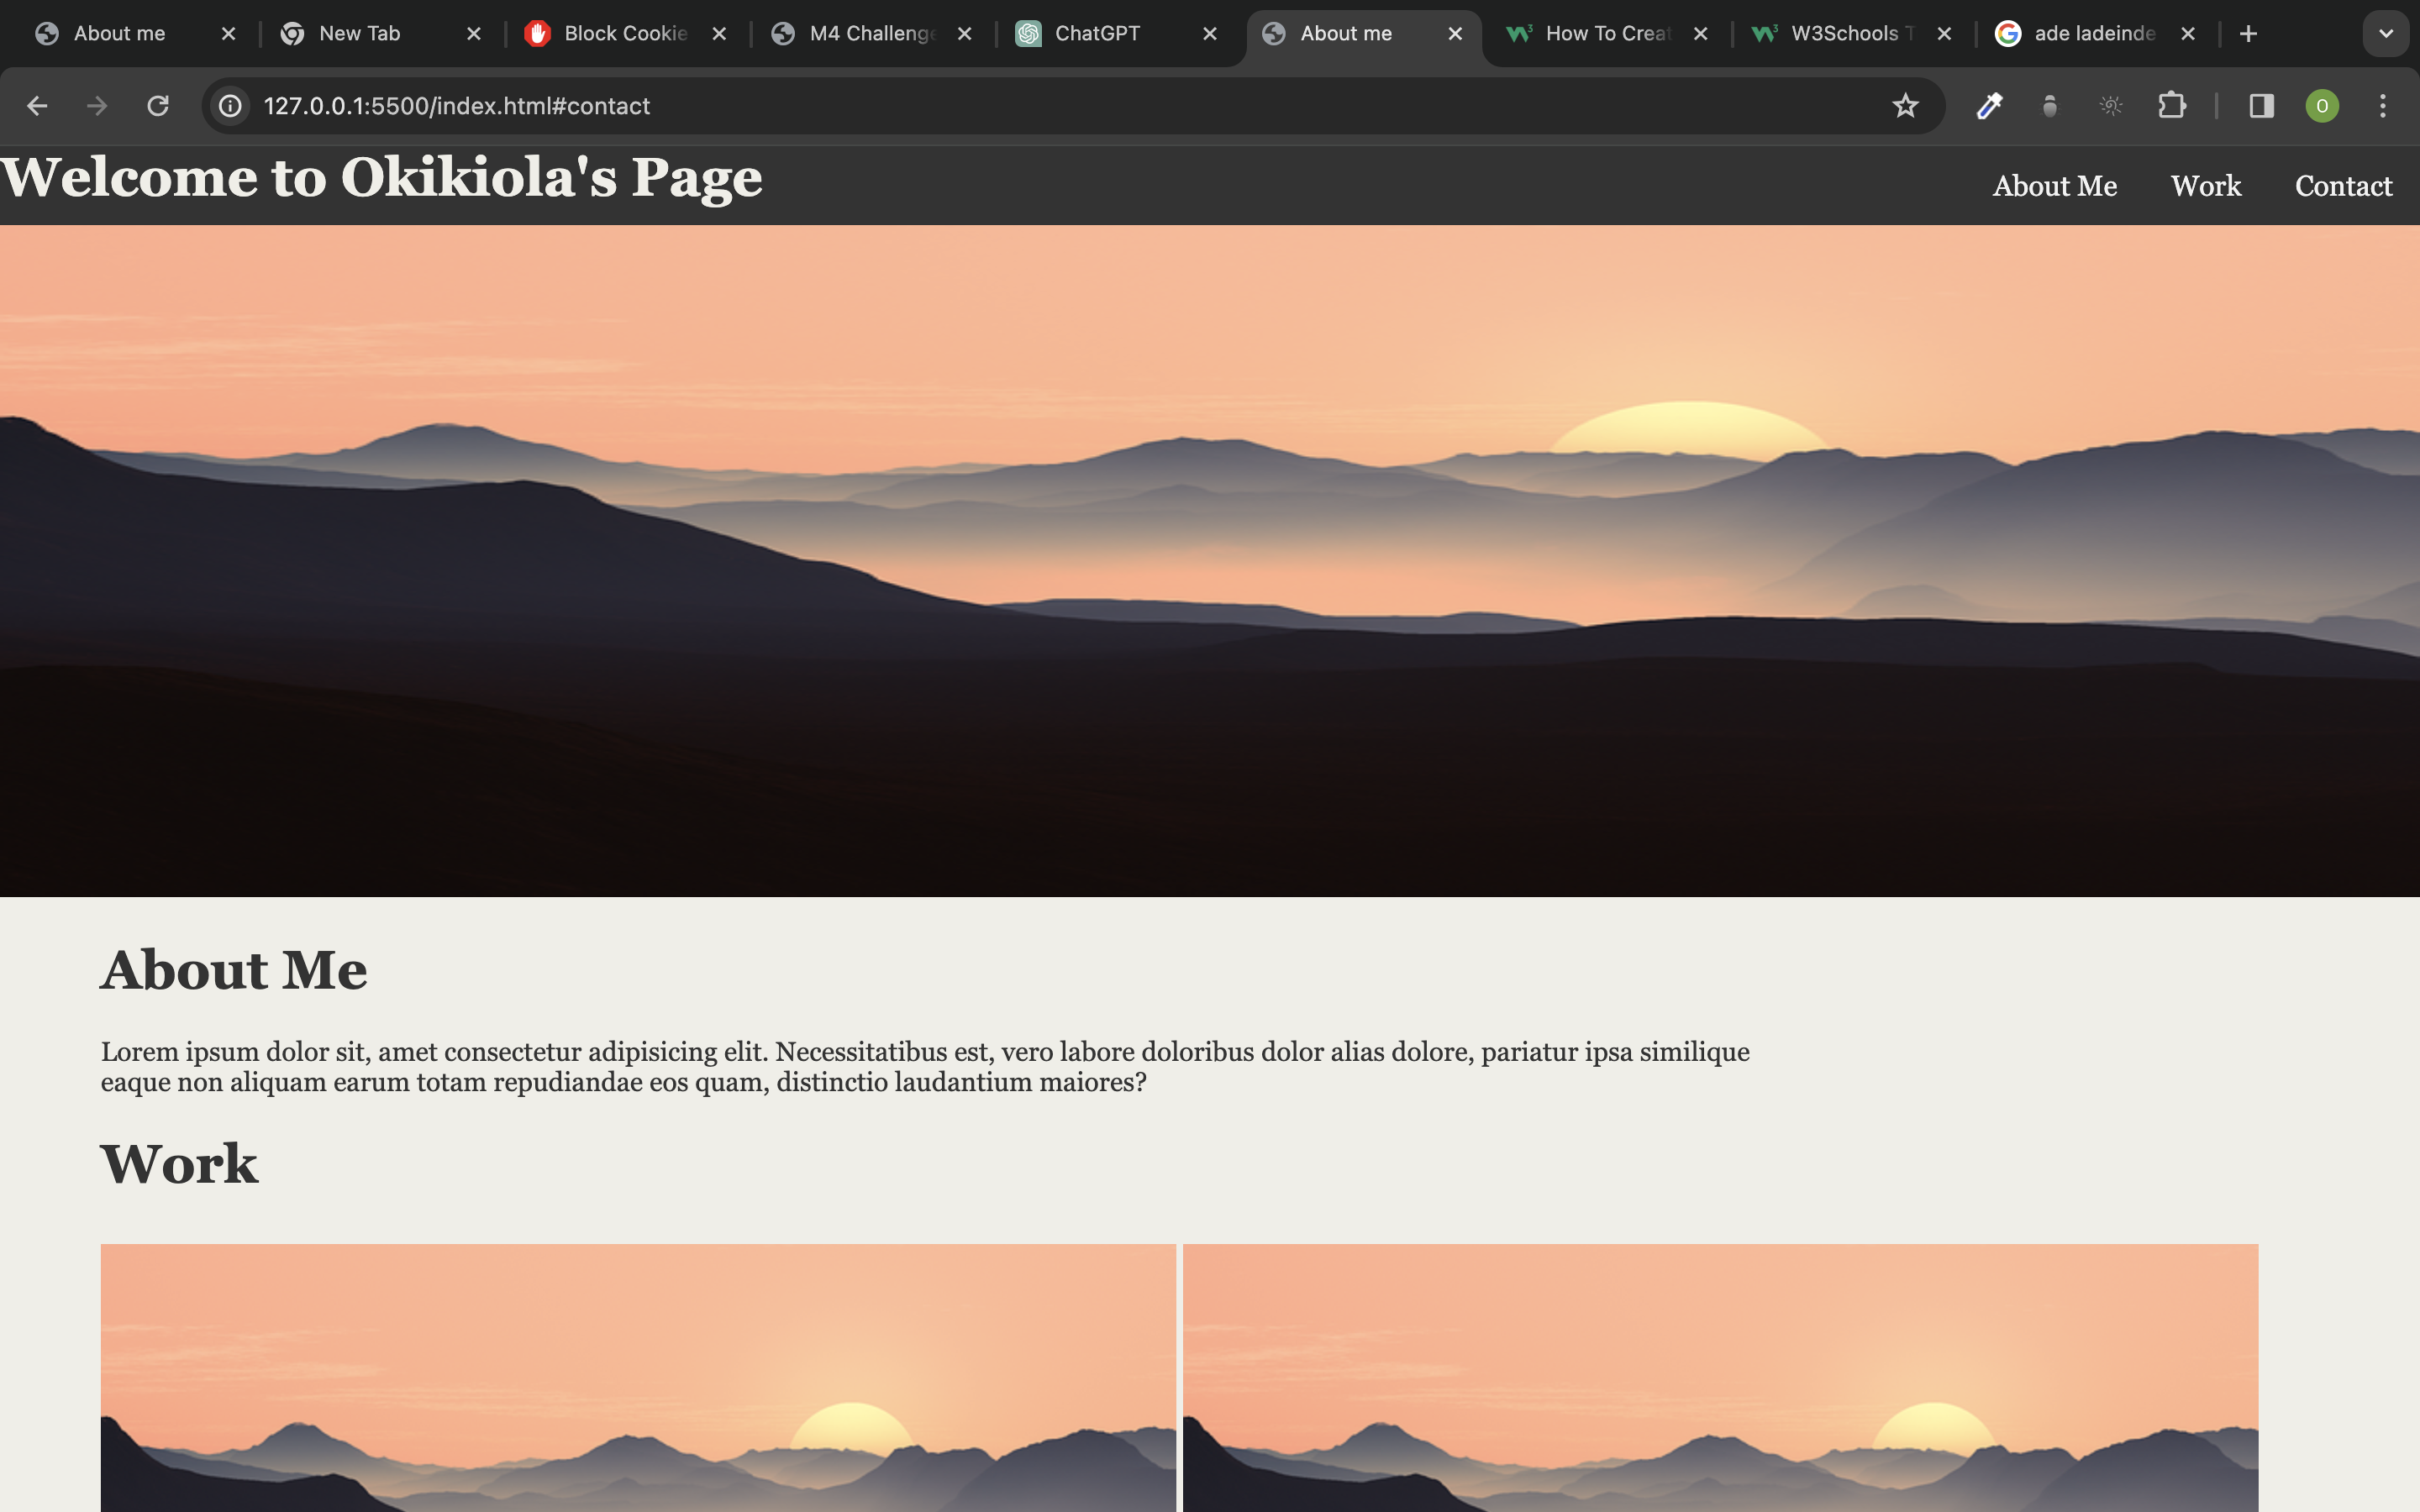 About me
New Tab
Block Cookie
M4 Challenge
ChatGPT
About me
How To Creat
W3Schools T
ade ladeinde
127.0.0.1:5500/index.html#contact
O
Welcome to Okikiola's Page
About Me Work Contact
About Me
Lorem ipsum dolor sit, amet consectetur adipisicing elit. Necessitatibus est, vero labore doloribus dolor alias dolore, pariatur ipsa similique
eaque non aliquam earum totam repudiandae eos quam, distinctio laudantium maiores?
Work